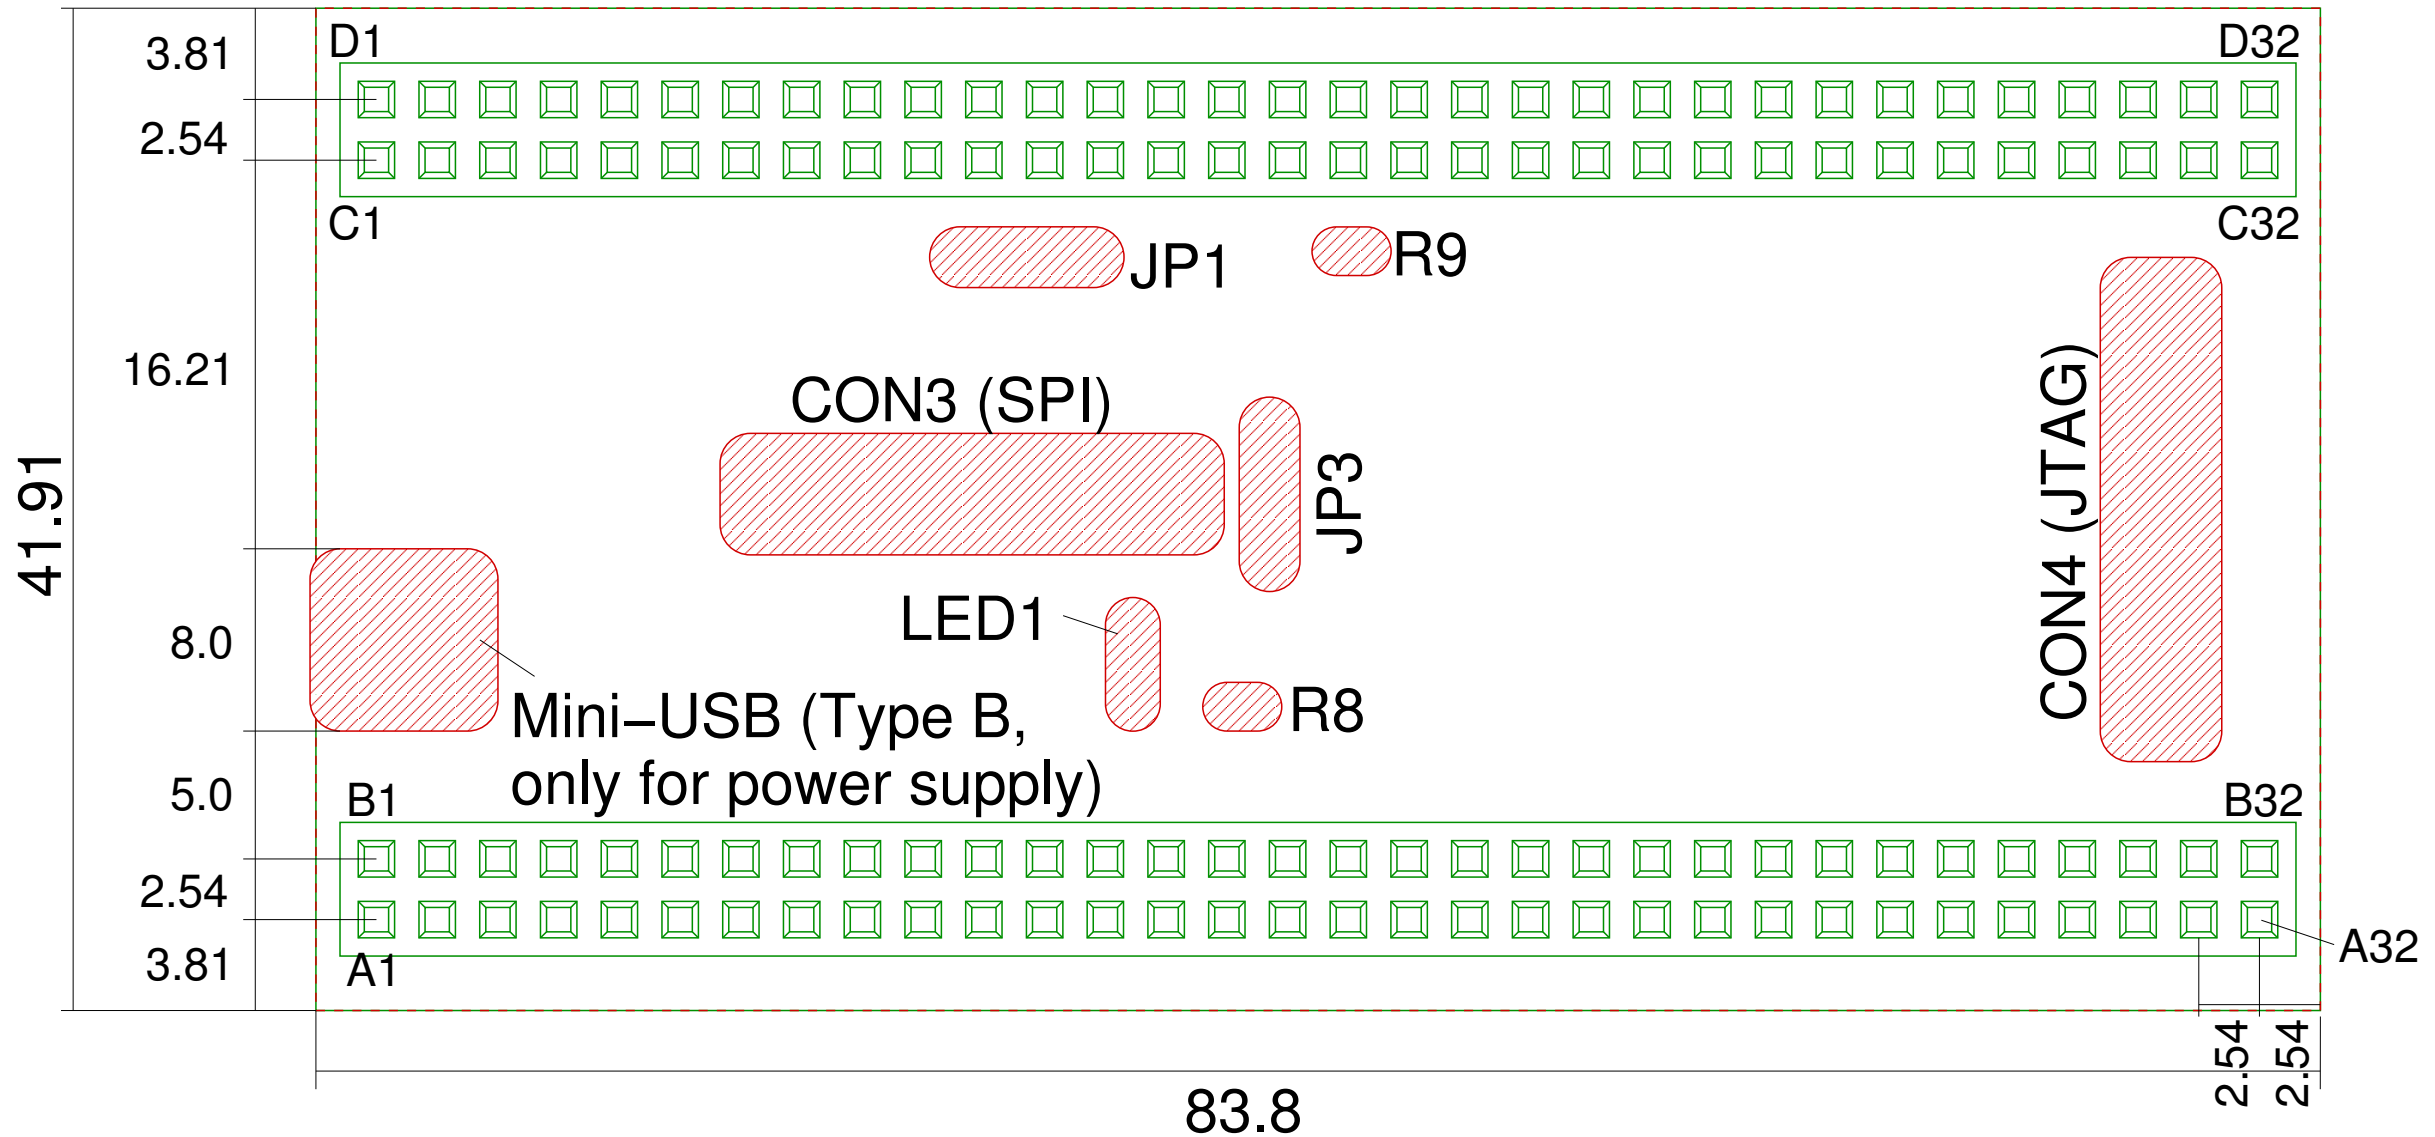 3.81
D1
D32
2.54
C1
C32
JP1
R9
16.21
CON3 (SPI)
CON4 (JTAG)
41.91
JP3
LED1
8.0
Mini−USB (Type B,
only for power supply)
R8
5.0
B1
B32
2.54
A32
3.81
A1
2.54
2.54
83.8